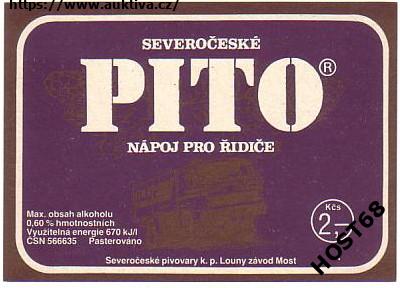 https://www.auktiva.cz/
SEVEROČESKÉ
PITO®
NÁPOJ PRO ŘIDIČE
Max. obsah alkoholu
0,60 % hmotnostních
Využitelná energie 670 kJ/l
ČSN 566635 Pasterováno
Kčs
2,–
Severočeské pivovary k. p. Louny závod Most
HOST68